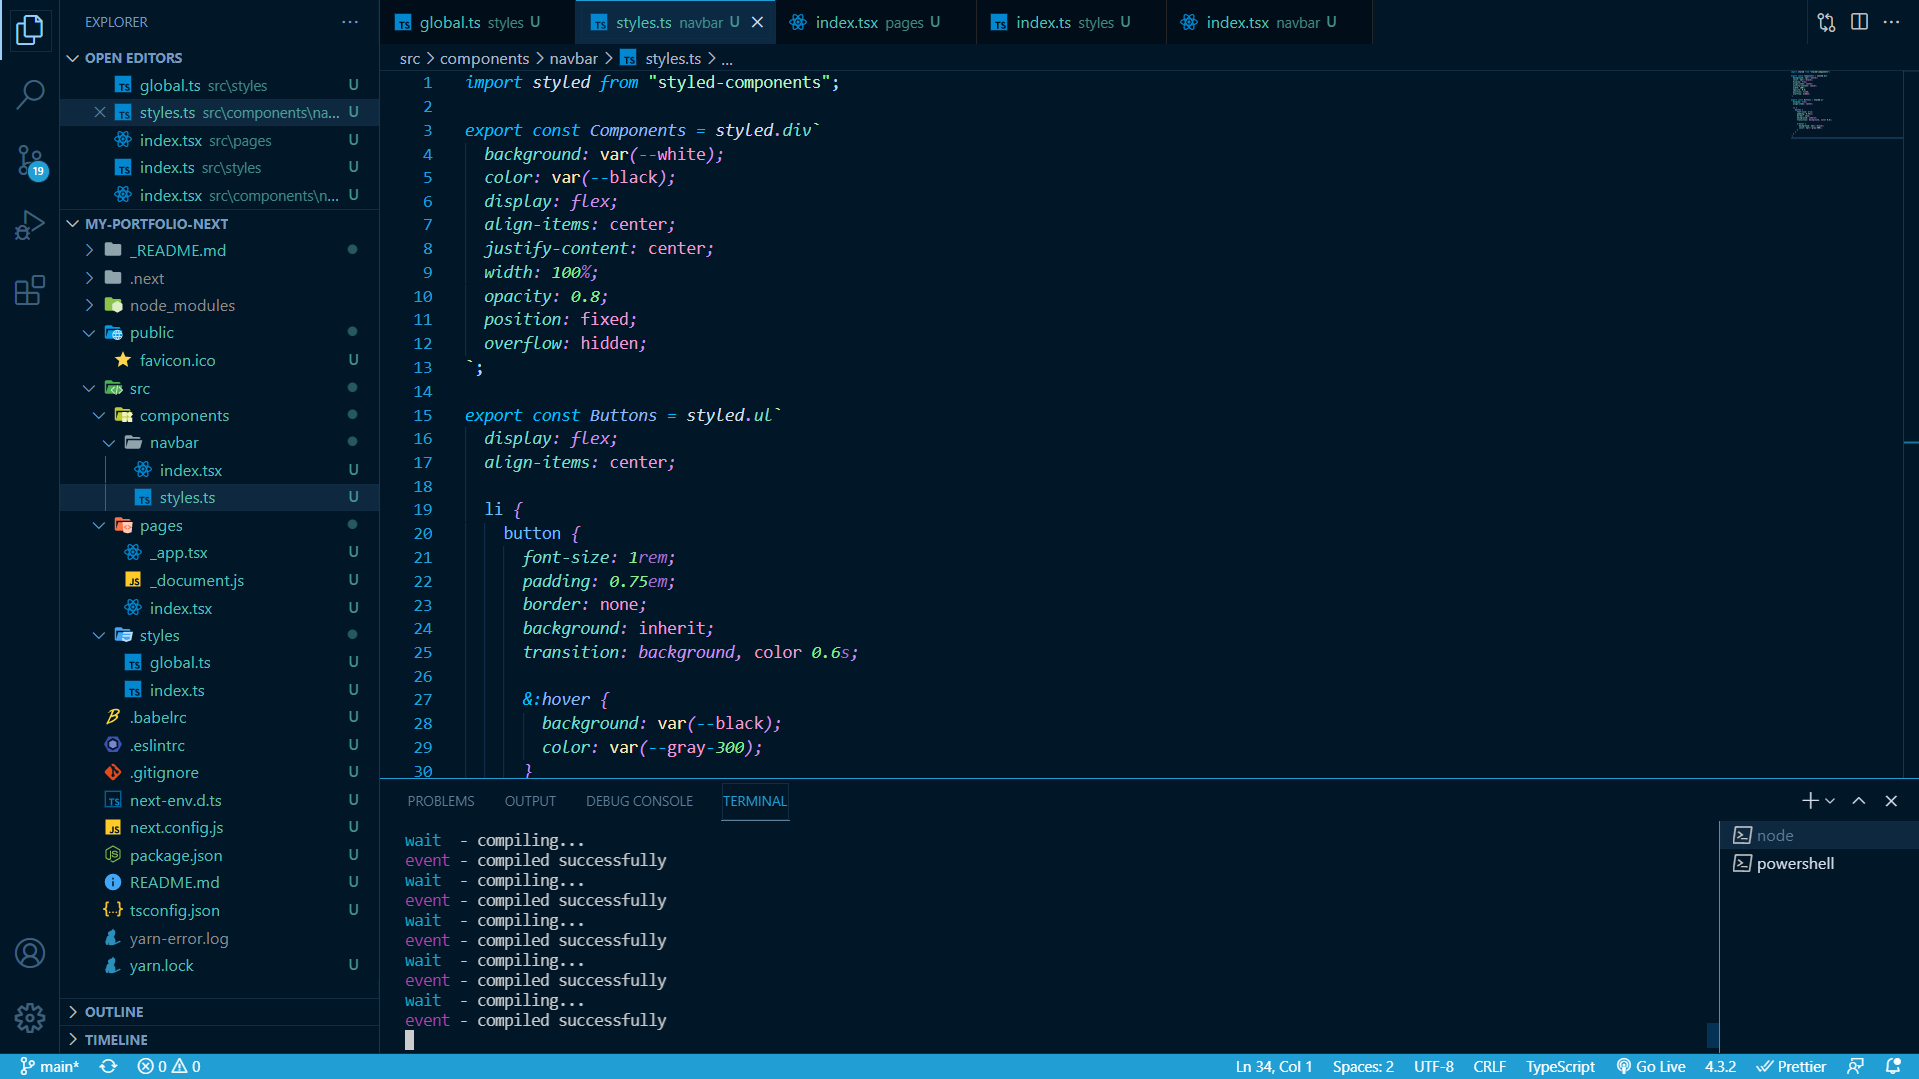 EXPLORER
OPEN EDITORS
global.ts src\styles U
styles.ts src\components\na... U
index.tsx src\pages U
index.ts src\styles U
index.tsx src\components\n... U
19
MY-PORTFOLIO-NEXT
_README.md
.next
node_modules
public
favicon.ico U
src
components
navbar
index.tsx U
styles.ts U
pages
_app.tsx U
_document.js U
index.tsx U
styles
global.ts U
index.ts U
.babelrc U
.eslintrc U
.gitignore U
next-env.d.ts U
next.config.js U
package.json U
README.md U
tsconfig.json U
yarn-error.log
yarn.lock U
OUTLINE
TIMELINE
global.ts styles U
styles.ts navbar U
index.tsx pages U
index.ts styles U
index.tsx navbar U
src > components > navbar > styles.ts > ...
1 import styled from "styled-components";
2
3 export const Components = styled.div`
4 background: var(--white);
5 color: var(--black);
6 display: flex;
7 align-items: center;
8 justify-content: center;
9 width: 100%;
10 opacity: 0.8;
11 position: fixed;
12 overflow: hidden;
13 `;
14
15 export const Buttons = styled.ul`
16 display: flex;
17 align-items: center;
18
19 li {
20 button {
21 font-size: 1rem;
22 padding: 0.75em;
23 border: none;
24 background: inherit;
25 transition: background, color 0.6s;
26
27 &:hover {
28 background: var(--black);
29 color: var(--gray-300);
30 }
PROBLEMS OUTPUT DEBUG CONSOLE TERMINAL
wait - compiling...
event - compiled successfully
wait - compiling...
event - compiled successfully
wait - compiling...
event - compiled successfully
wait - compiling...
event - compiled successfully
wait - compiling...
event - compiled successfully
node
powershell
main* 0 0 Ln 34, Col 1 Spaces: 2 UTF-8 CRLF TypeScript Go Live 4.3.2 Prettier